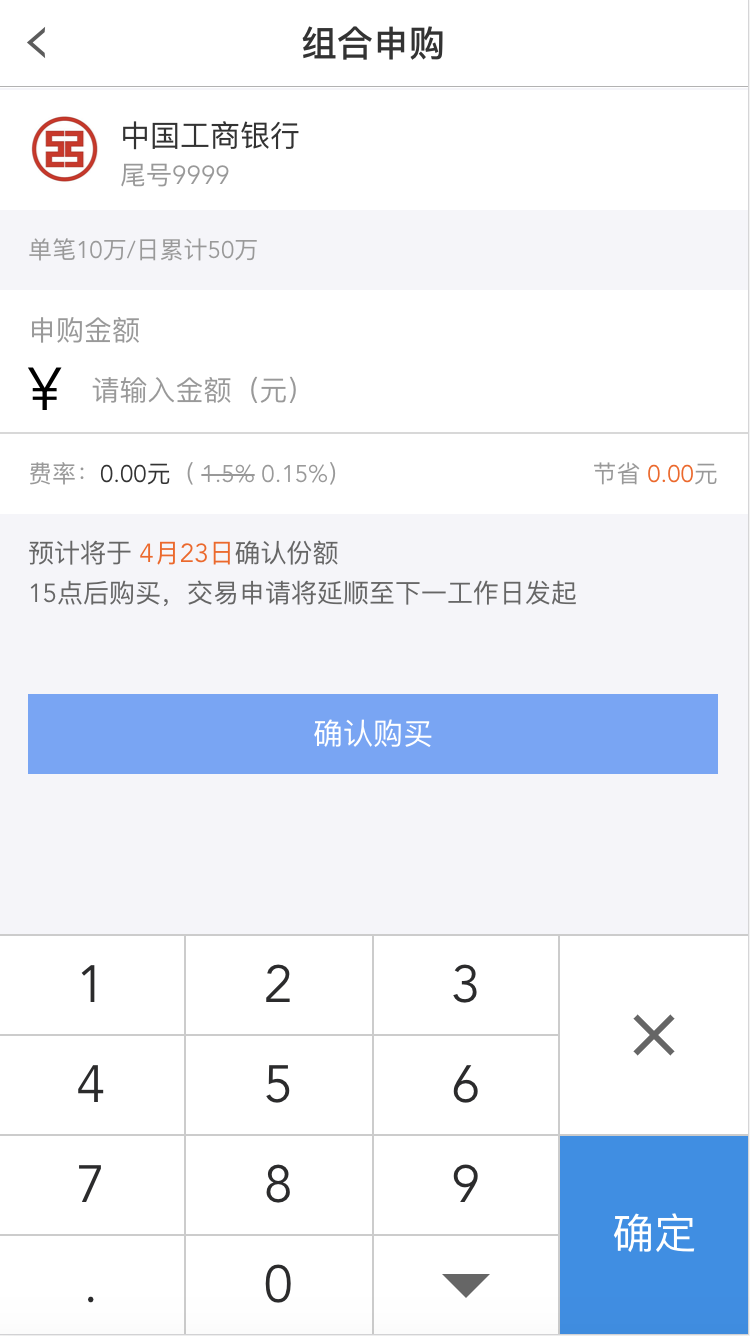 组合申购
中国工商银行
尾号9999
单笔10万/日累计50万
申购金额
¥ 请输入金额（元）
费率：0.00元（1.5% 0.15%） 节省 0.00元
预计将于 4月23日确认份额
15点后购买，交易申请将延顺至下一工作日发起
确认购买
1 2 3
4 5 6
7 8 9
确定
. 0